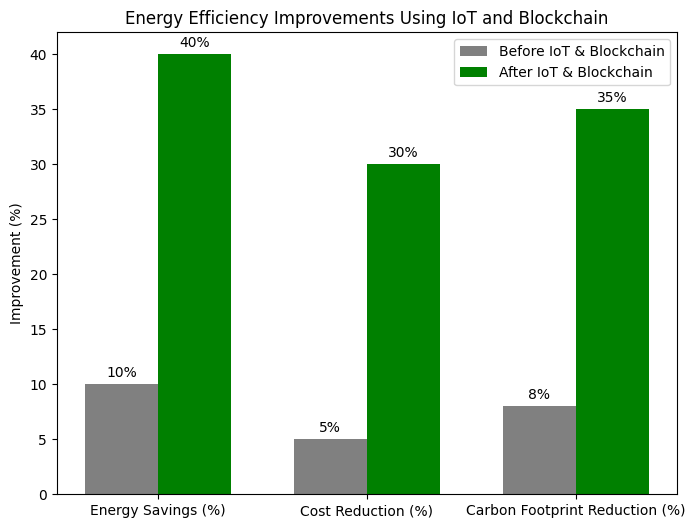 Energy Efficiency Improvements Using IoT and Blockchain
Before IoT & Blockchain
After IoT & Blockchain
Improvement (%)
40
35
30
25
20
15
10
5
0
10%
40%
5%
30%
8%
35%
Energy Savings (%)
Cost Reduction (%)
Carbon Footprint Reduction (%)